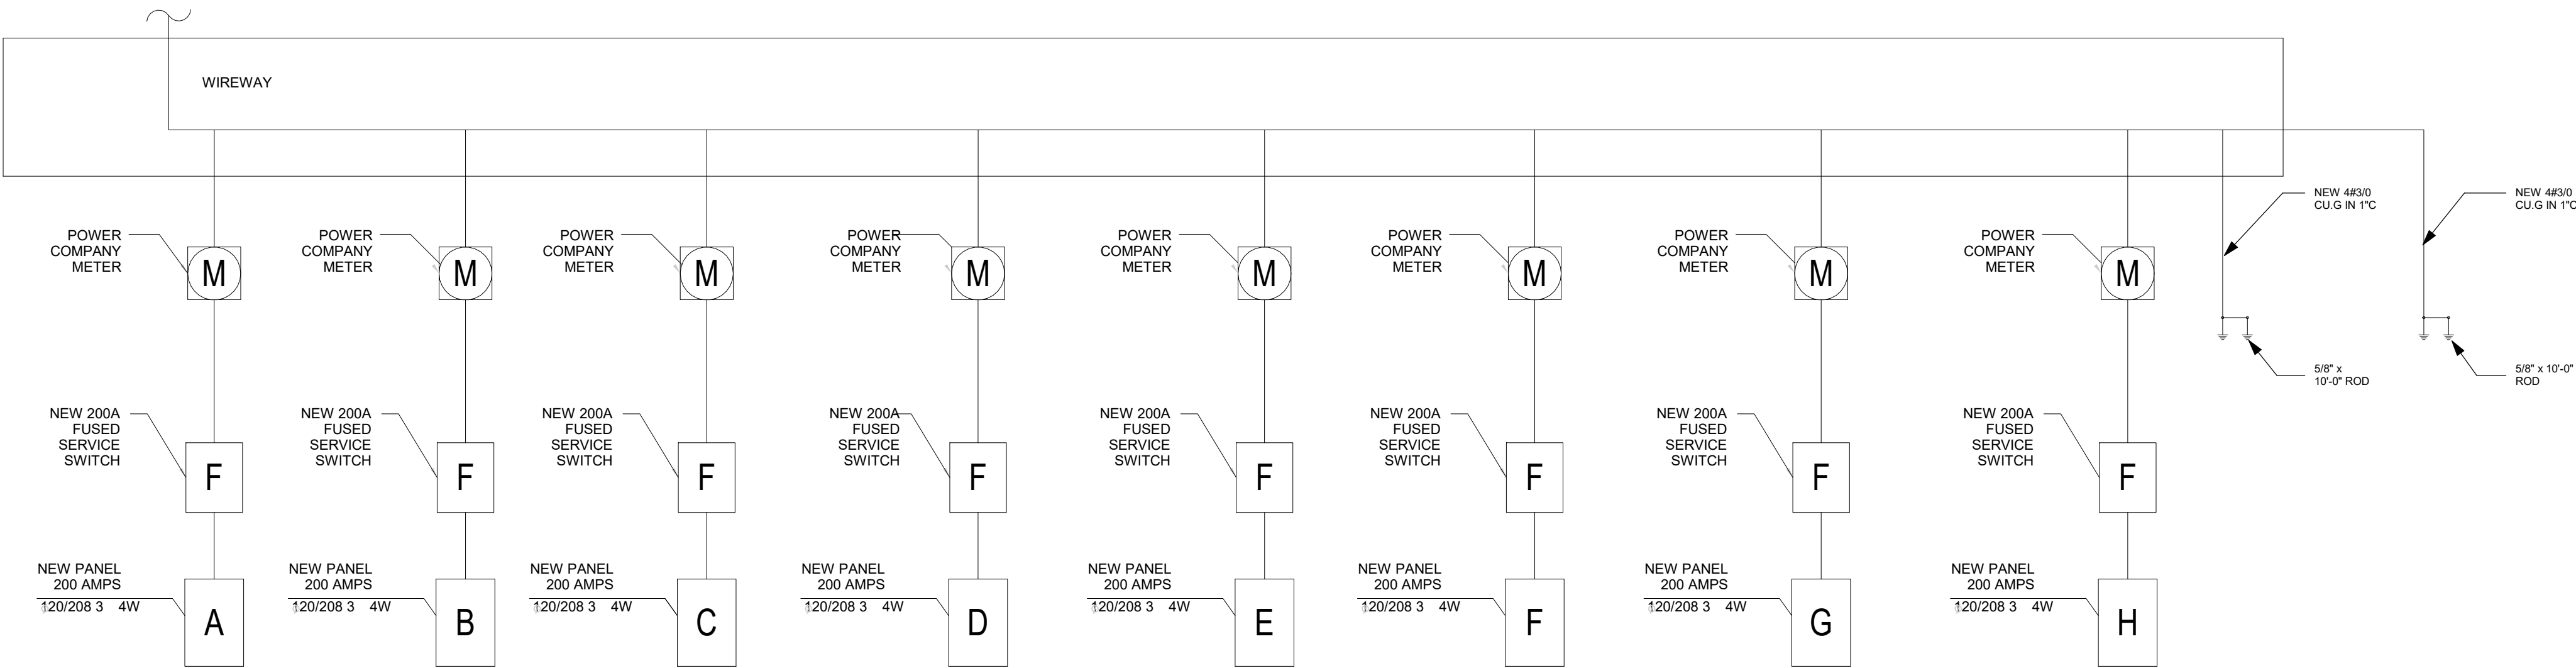 WIREWAY
NEW 4#3/0
CU.G IN 1"C
NEW 4#3/0
CU.G IN 1"C
POWER
COMPANY
METER
M
POWER
COMPANY
METER
M
POWER
COMPANY
METER
M
POWER
COMPANY
METER
M
POWER
COMPANY
METER
M
POWER
COMPANY
METER
M
POWER
COMPANY
METER
M
POWER
COMPANY
METER
M
5/8" x
10'-0" ROD
5/8" x 10'-0"
ROD
NEW 200A
FUSED
SERVICE
SWITCH
F
NEW 200A
FUSED
SERVICE
SWITCH
F
NEW 200A
FUSED
SERVICE
SWITCH
F
NEW 200A
FUSED
SERVICE
SWITCH
F
NEW 200A
FUSED
SERVICE
SWITCH
F
NEW 200A
FUSED
SERVICE
SWITCH
F
NEW 200A
FUSED
SERVICE
SWITCH
F
NEW 200A
FUSED
SERVICE
SWITCH
F
NEW PANEL
200 AMPS
120/208 3 4W
A
NEW PANEL
200 AMPS
120/208 3 4W
B
NEW PANEL
200 AMPS
120/208 3 4W
C
NEW PANEL
200 AMPS
120/208 3 4W
D
NEW PANEL
200 AMPS
120/208 3 4W
E
NEW PANEL
200 AMPS
120/208 3 4W
F
NEW PANEL
200 AMPS
120/208 3 4W
G
NEW PANEL
200 AMPS
120/208 3 4W
H